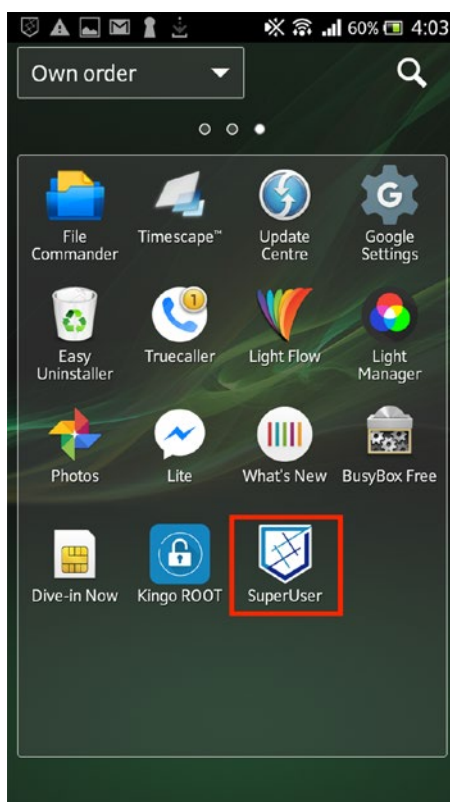 60% 4:03
Own order
File Commander
Timescape™
Update Centre
Google Settings
G
Easy Uninstaller
Truecaller
1
Light Flow
Light Manager
Photos
Lite
What's New
BusyBox Free
Dive-in Now
Kingo ROOT
SuperUser